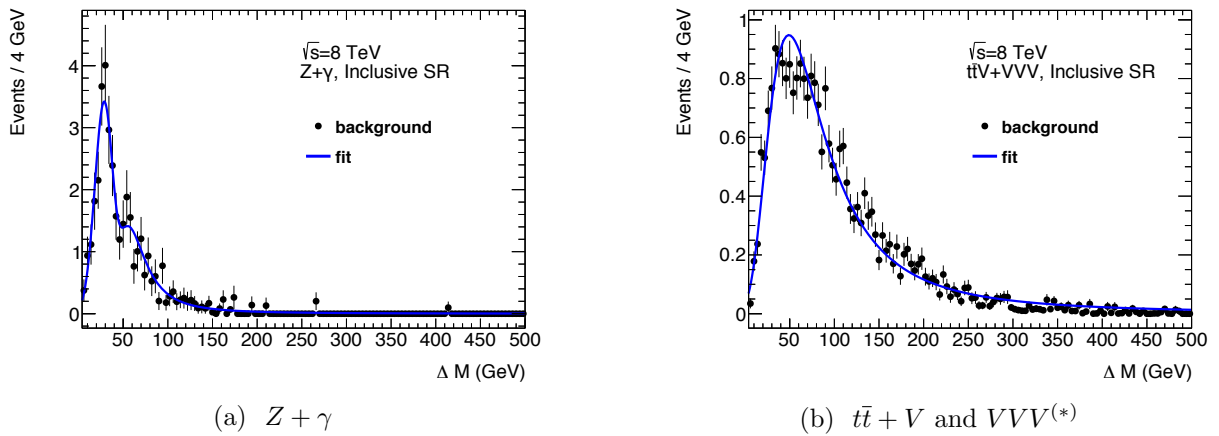 Events / 4 GeV
4
3
2
1
0
√s=8 TeV
Z+γ, Inclusive SR
background
fit
50 100 150 200 250 300 350 400 450 500
Δ M (GeV)
(a) Z + γ
Events / 4 GeV
1
0.8
0.6
0.4
0.2
0
√s=8 TeV
tt̄V+VVV, Inclusive SR
background
fit
50 100 150 200 250 300 350 400 450 500
Δ M (GeV)
(b) tt̄ + V and VVV(*)